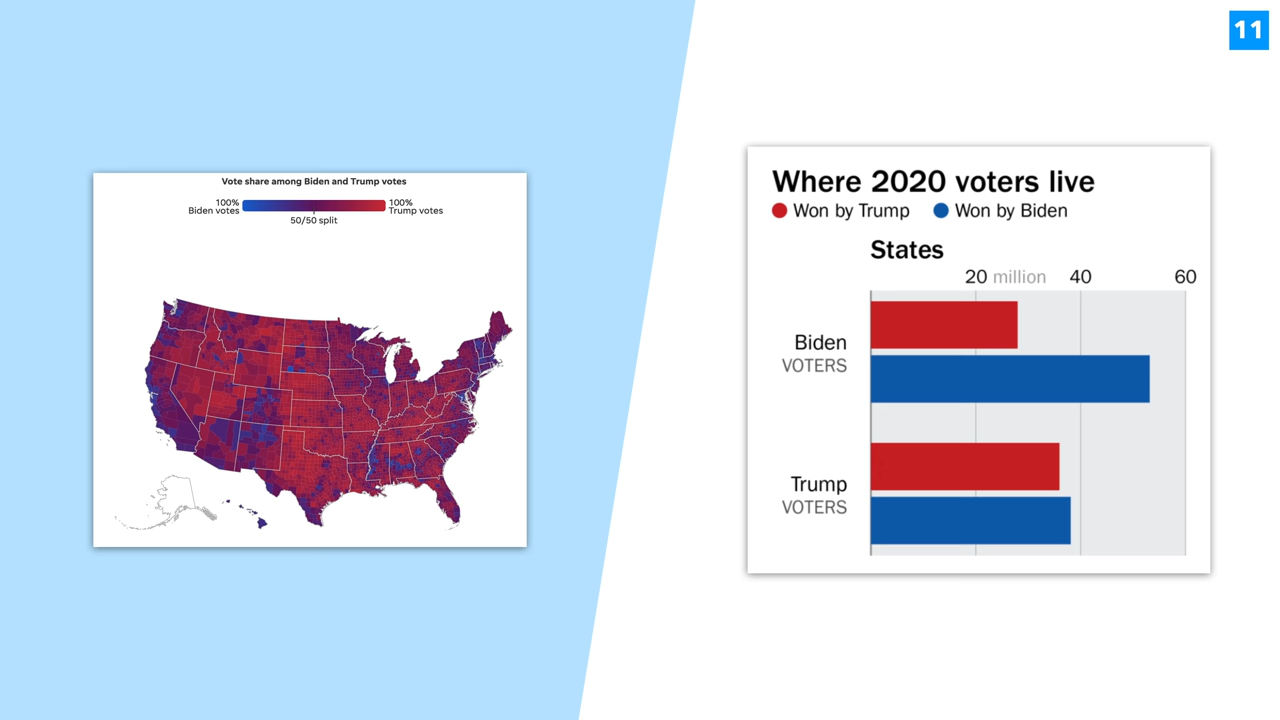 11
Vote share among Biden and Trump votes
100%
Biden votes
100%
Trump votes
50/50 split
Where 2020 voters live
Won by Trump Won by Biden
States
20 million 40 60
Biden
VOTERS
Trump
VOTERS